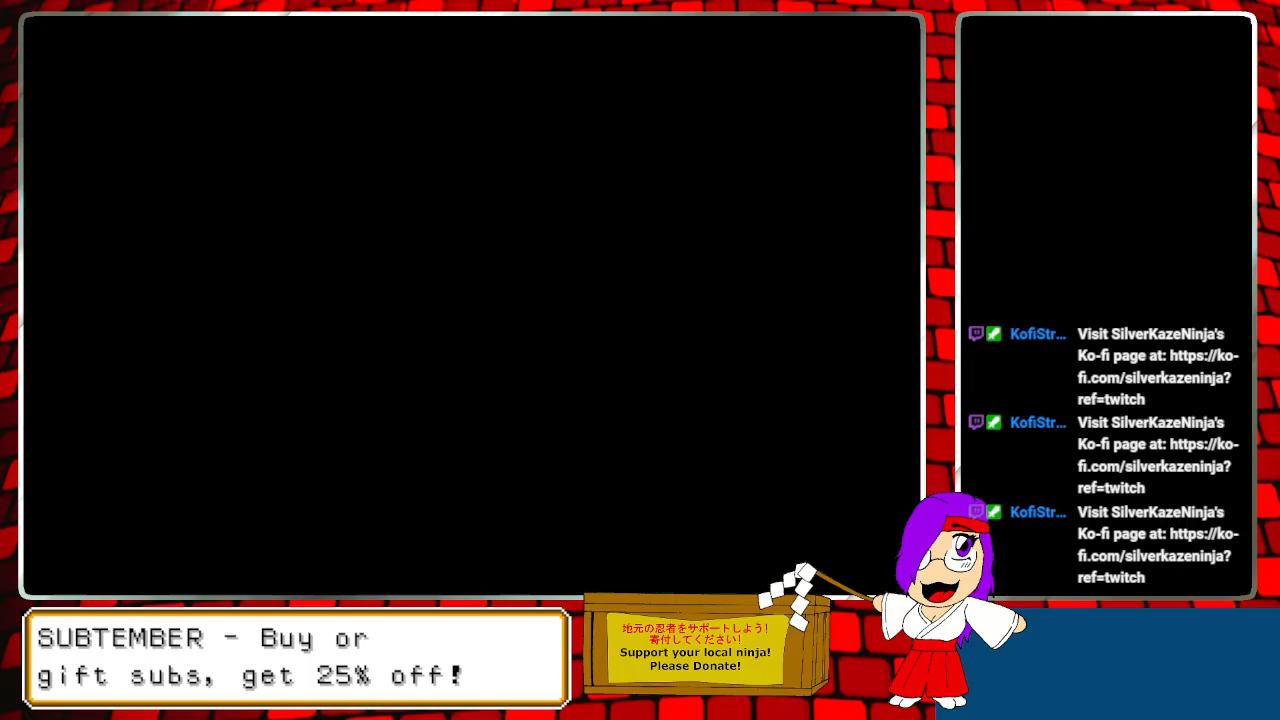 KofiStr... Visit SilverKazeNinja's
Ko-fi page at: https://ko-
fi.com/silverkazeninja?
ref=twitch
KofiStr... Visit SilverKazeNinja's
Ko-fi page at: https://ko-
fi.com/silverkazeninja?
ref=twitch
KofiStr... Visit SilverKazeNinja's
Ko-fi page at: https://ko-
fi.com/silverkazeninja?
ref=twitch
SUBTEMBER - Buy or
gift subs, get 25% off!
地元の忍者をサポートしよう!
寄付してください!
Support your local ninja!
Please Donate!